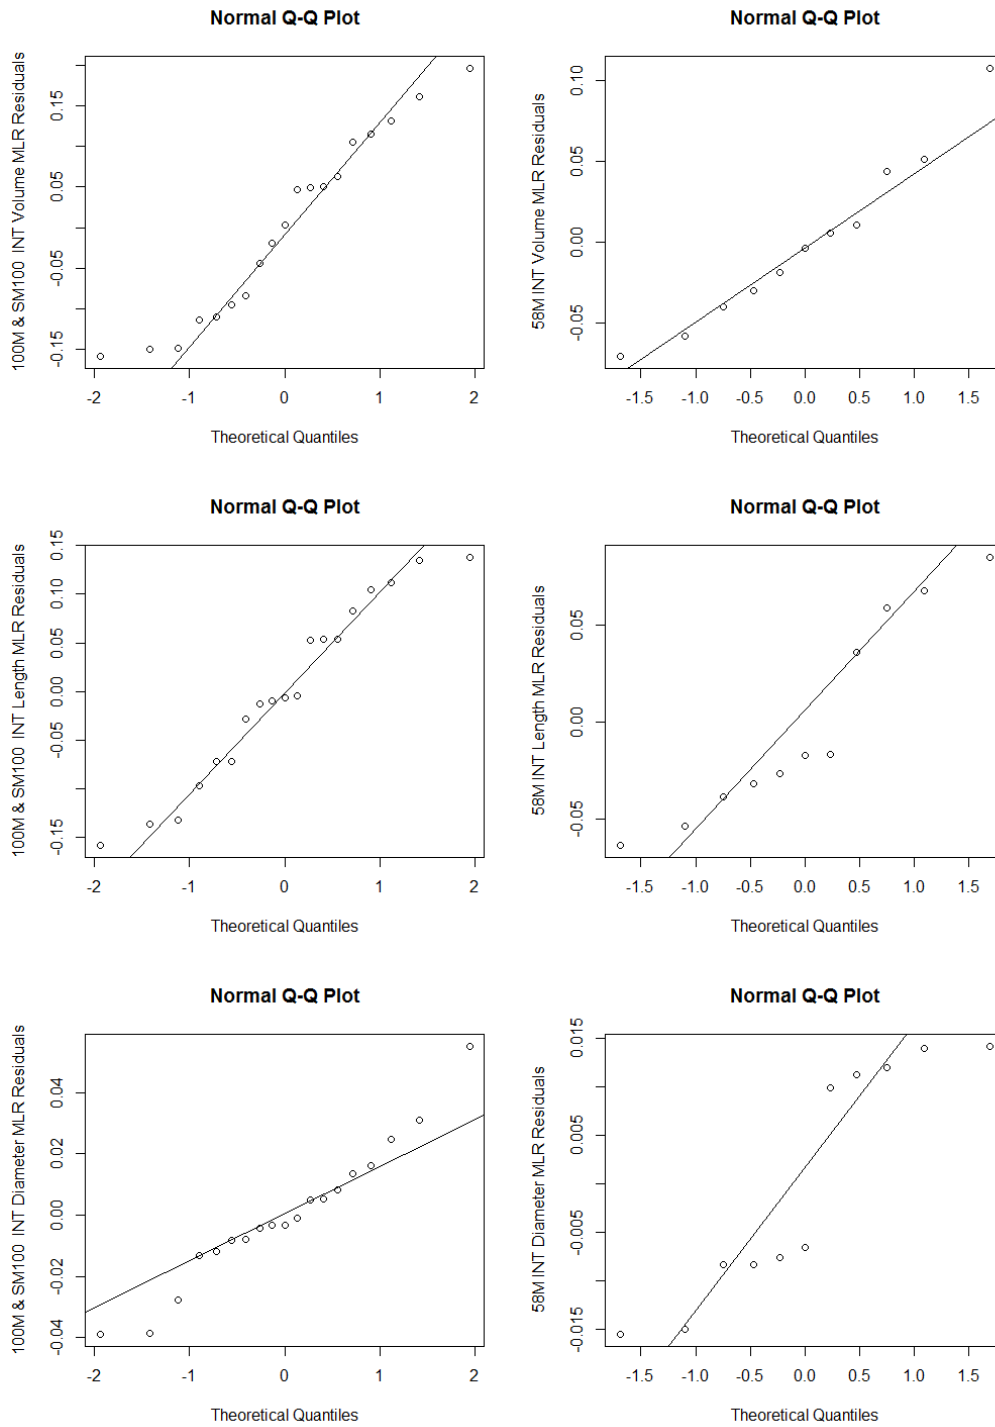 Normal Q-Q Plot
100M & SM100 INT Volume MLR Residuals
0.15
0.05
-0.05
-0.15
-2 -1 0 1 2
Theoretical Quantiles
Normal Q-Q Plot
58M INT Volume MLR Residuals
0.10
0.05
0.00
-0.05
-1.5 -1.0 -0.5 0.0 0.5 1.0 1.5
Theoretical Quantiles
Normal Q-Q Plot
100M & SM100 INT Length MLR Residuals
0.15
0.10
0.05
0.00
-0.05
-0.15
-2 -1 0 1 2
Theoretical Quantiles
Normal Q-Q Plot
58M INT Length MLR Residuals
0.05
0.00
-0.05
-1.5 -1.0 -0.5 0.0 0.5 1.0 1.5
Theoretical Quantiles
Normal Q-Q Plot
100M & SM100 INT Diameter MLR Residuals
0.04
0.02
0.00
-0.02
-0.04
-2 -1 0 1 2
Theoretical Quantiles
Normal Q-Q Plot
58M INT Diameter MLR Residuals
0.015
0.005
-0.005
-0.015
-1.5 -1.0 -0.5 0.0 0.5 1.0 1.5
Theoretical Quantiles